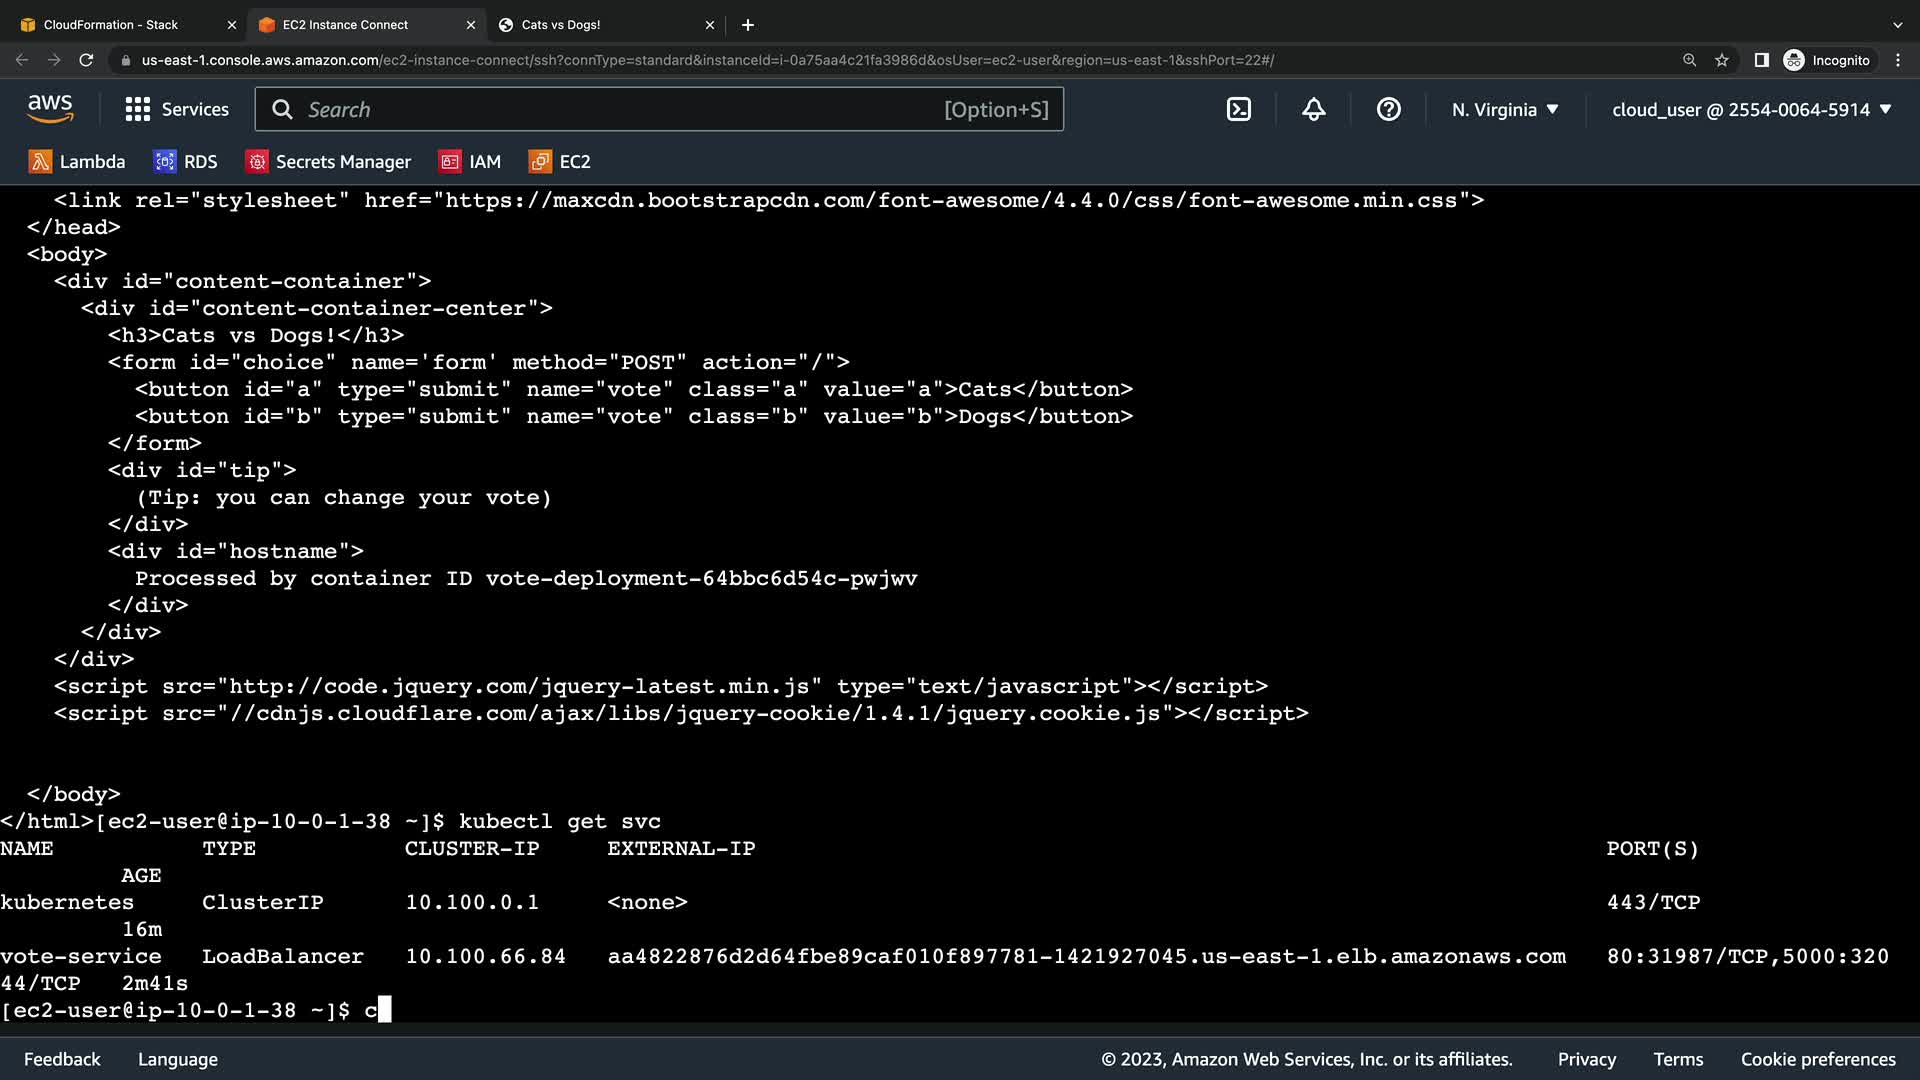 CloudFormation - Stack
EC2 Instance Connect
Cats vs Dogs!
us-east-1.console.aws.amazon.com/ec2-instance-connect/ssh?connType=standard&instanceId=i-0a75aa4c21fa3986d&osUser=ec2-user&region=us-east-1&sshPort=22#/
Incognito
aws
Services
Search
[Option+S]
N. Virginia
cloud_user @ 2554-0064-5914
Lambda
RDS
Secrets Manager
IAM
EC2
<link rel="stylesheet" href="https://maxcdn.bootstrapcdn.com/font-awesome/4.4.0/css/font-awesome.min.css">
</head>
<body>
<div id="content-container">
<div id="content-container-center">
<h3>Cats vs Dogs!</h3>
<form id="choice" name='form' method="POST" action="/">
<button id="a" type="submit" name="vote" class="a" value="a">Cats</button>
<button id="b" type="submit" name="vote" class="b" value="b">Dogs</button>
</form>
<div id="tip">
(Tip: you can change your vote)
</div>
<div id="hostname">
Processed by container ID vote-deployment-64bbc6d54c-pwjwv
</div>
</div>
</div>
<script src="http://code.jquery.com/jquery-latest.min.js" type="text/javascript"></script>
<script src="//cdnjs.cloudflare.com/ajax/libs/jquery-cookie/1.4.1/jquery.cookie.js"></script>
</body>
</html>[ec2-user@ip-10-0-1-38 ~]$ kubectl get svc
NAME TYPE CLUSTER-IP EXTERNAL-IP PORT(S)
AGE
kubernetes ClusterIP 10.100.0.1 <none> 443/TCP
16m
vote-service LoadBalancer 10.100.66.84 aa4822876d2d64fbe89caf010f897781-1421927045.us-east-1.elb.amazonaws.com 80:31987/TCP,5000:320
44/TCP 2m41s
[ec2-user@ip-10-0-1-38 ~]$ c
Feedback
Language
© 2023, Amazon Web Services, Inc. or its affiliates.
Privacy
Terms
Cookie preferences